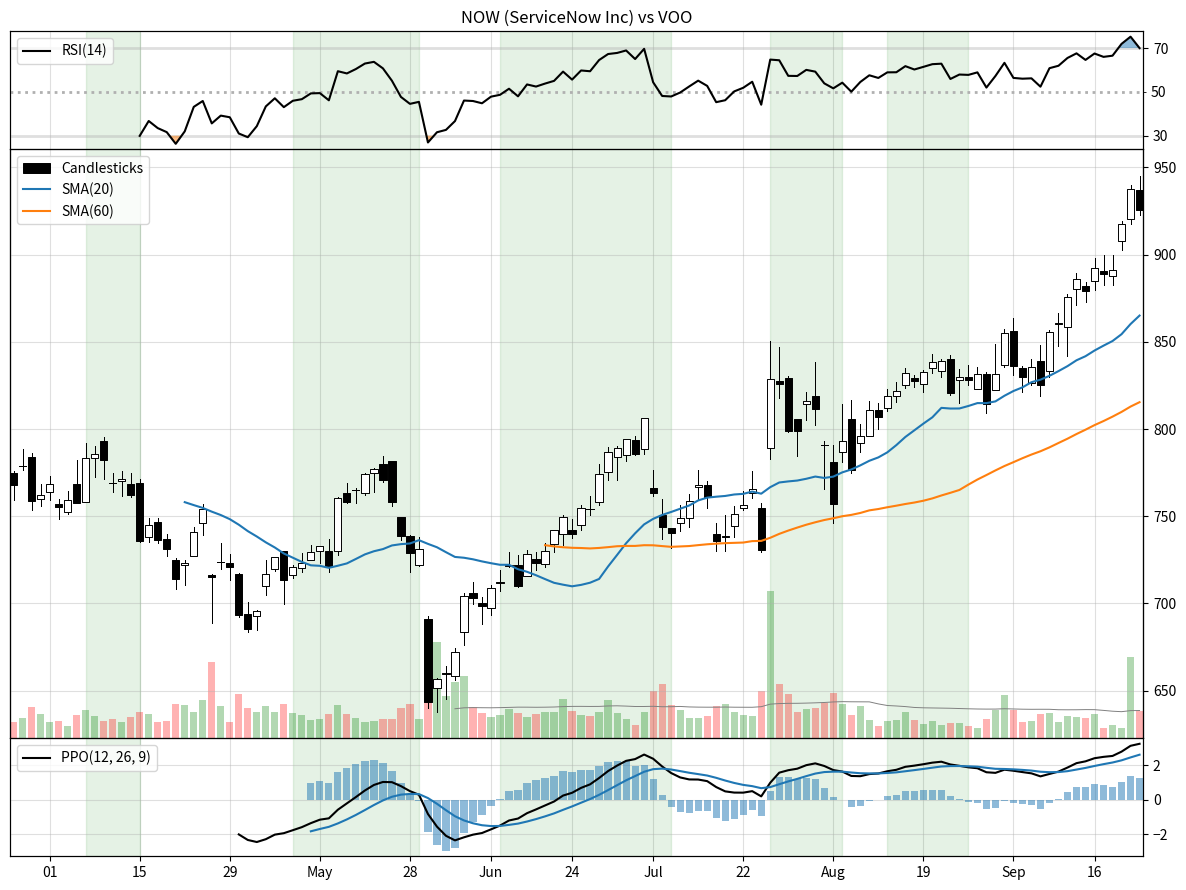 NOW (ServiceNow Inc) vs VOO
RSI(14)
70
50
30
Candlesticks
SMA(20)
SMA(60)
950
900
850
800
750
700
650
PPO(12, 26, 9)
2
0
−2
01 15 29 May 28 Jun 24 Jul 22 Aug 19 Sep 16